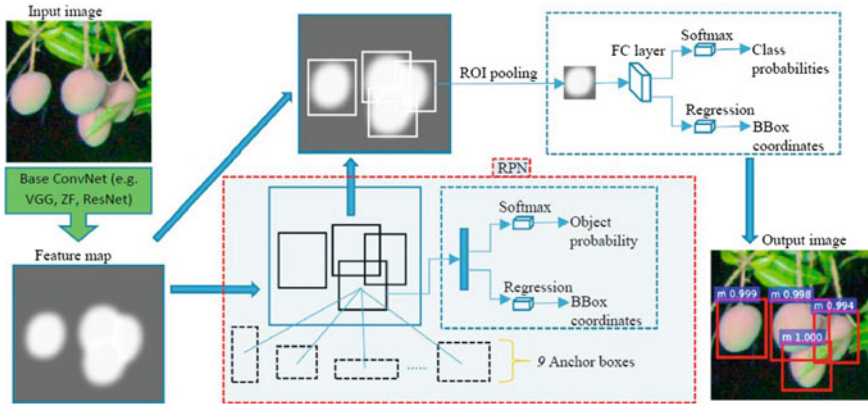 Input image
Base ConvNet (e.g.
VGG, ZF, ResNet)
Feature map
ROI pooling
FC layer
Softmax
Class
probabilities
Regression
BBox
coordinates
RPN
Softmax
Object
probability
Regression
BBox
coordinates
.....
9 Anchor boxes
Output image
m 0.999
m 0.998
m 0.994
m 1.000